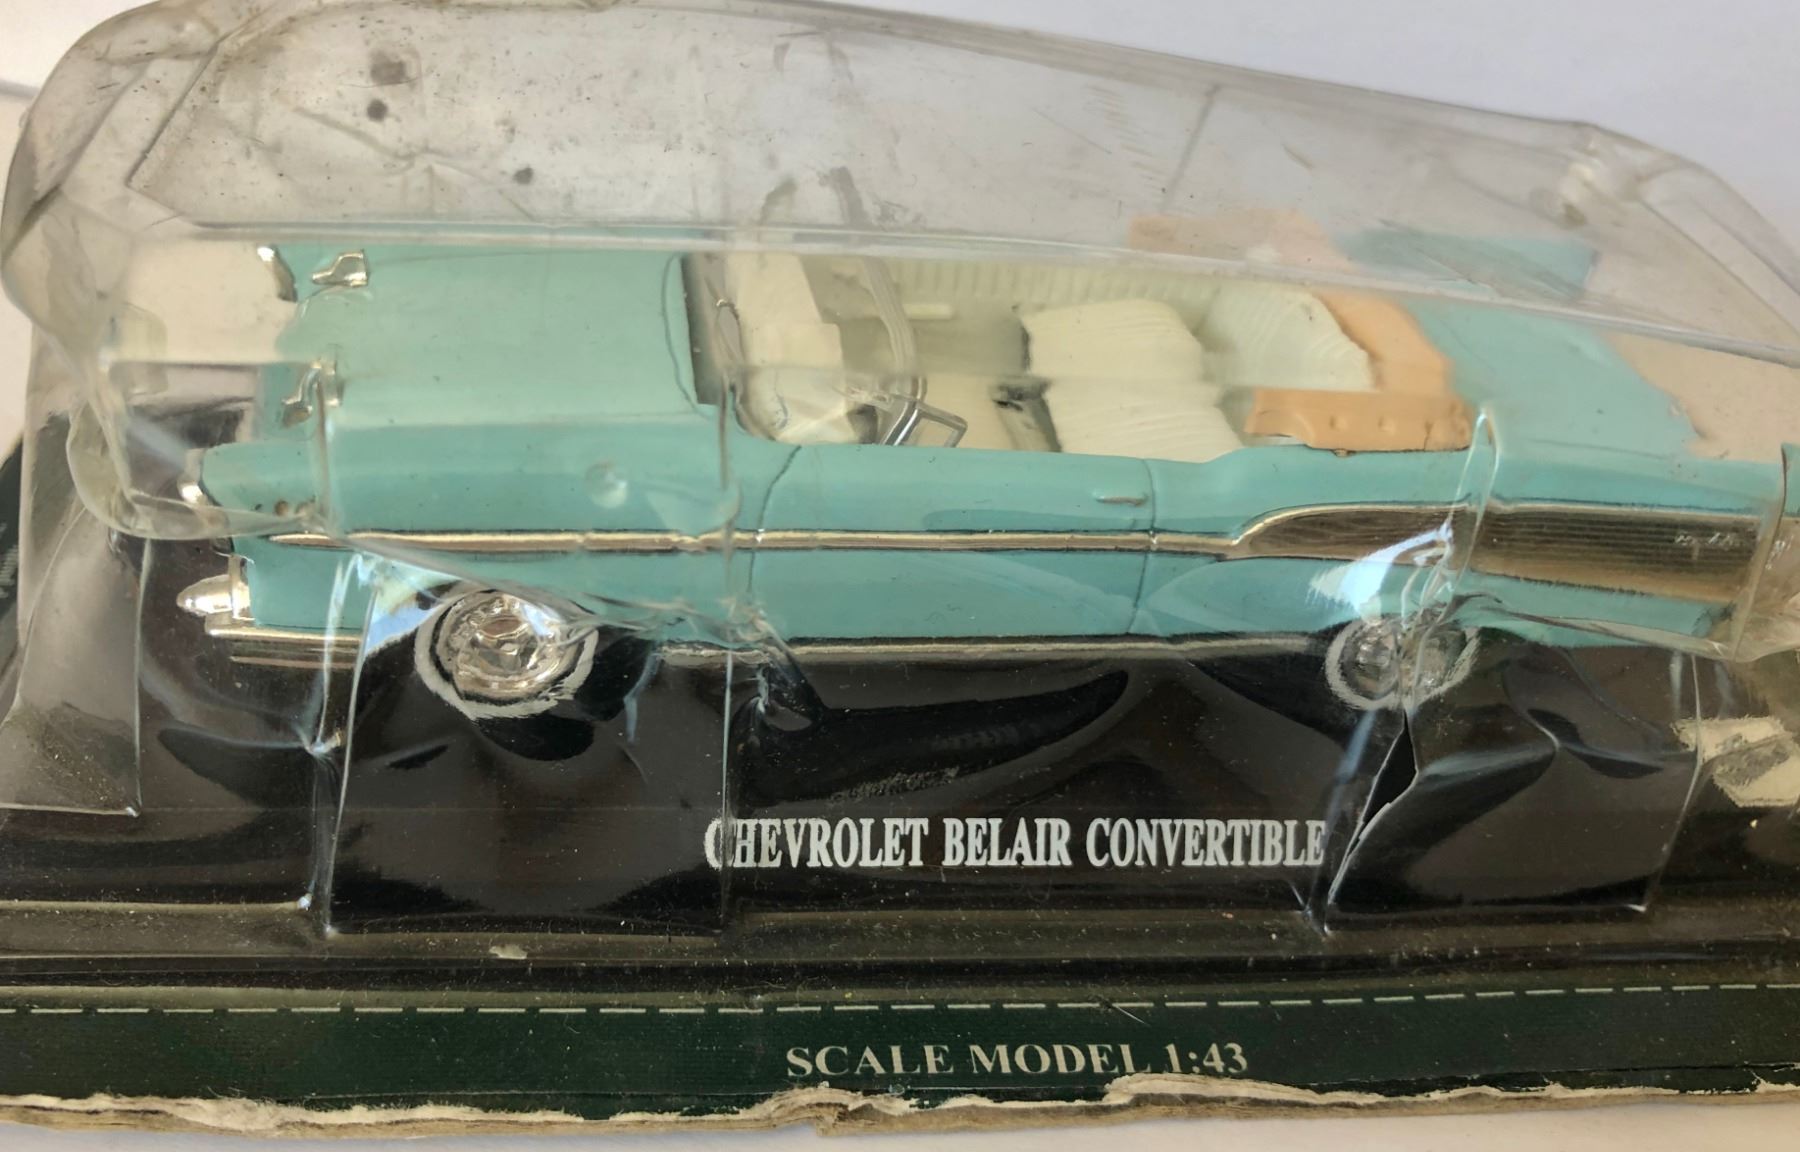 CHEVROLET BELAIR CONVERTIBLE
SCALE MODEL 1:43